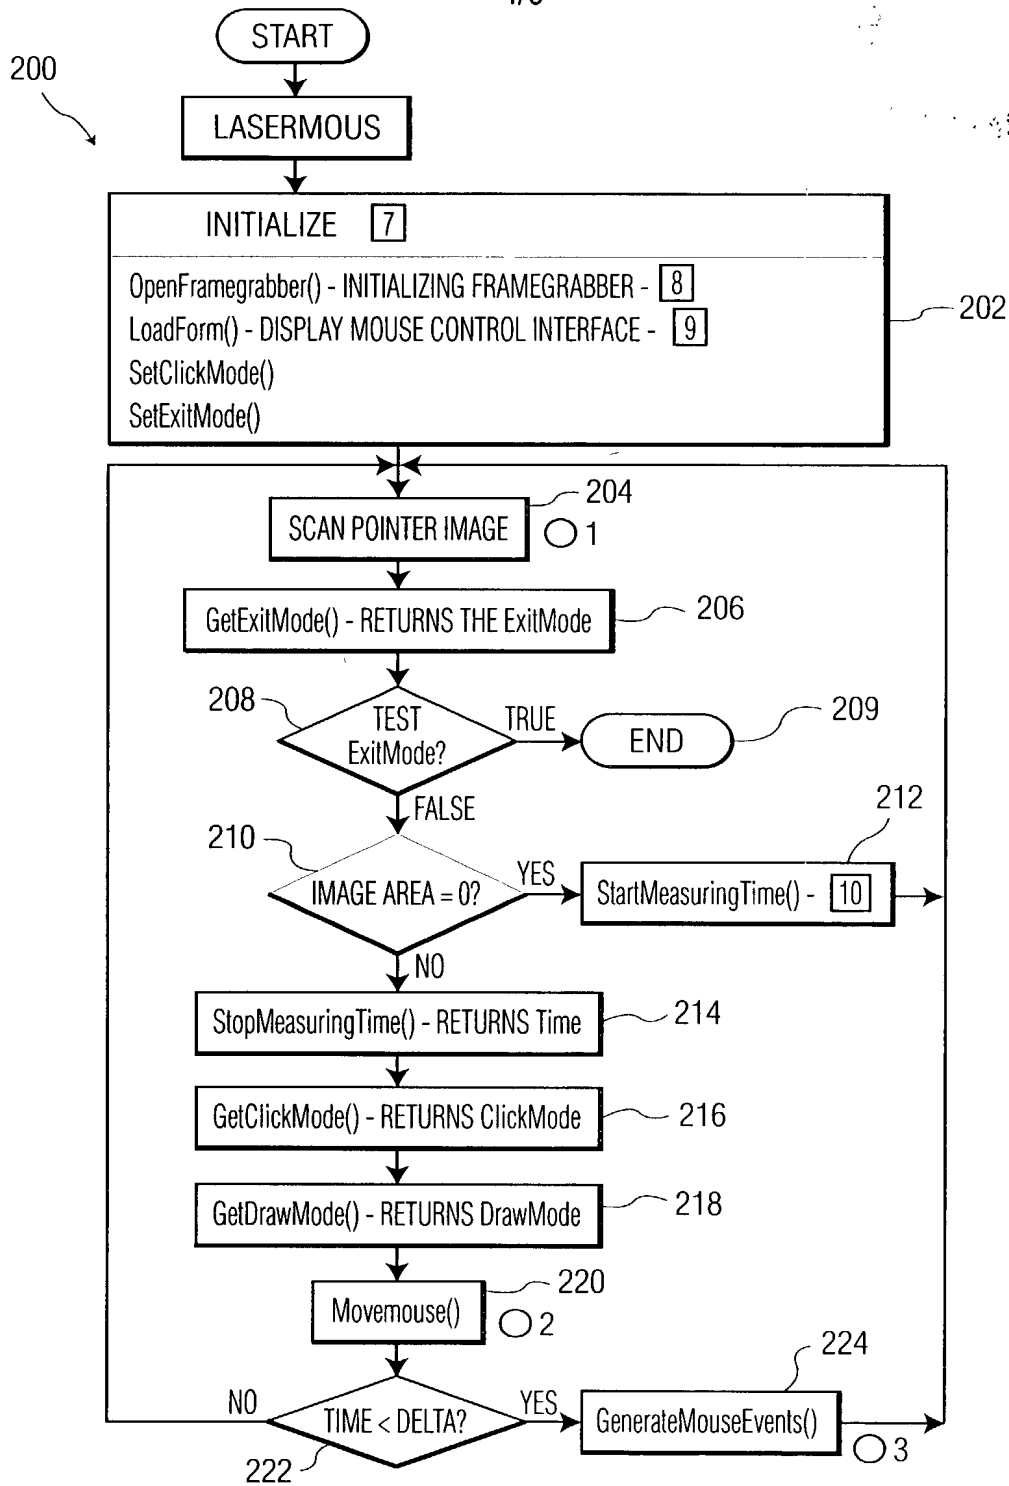 START
200
LASERMOUS
INITIALIZE 7
OpenFramegrabber() - INITIALIZING FRAMEGRABBER - 8
LoadForm() - DISPLAY MOUSE CONTROL INTERFACE - 9
202
SetClickMode()
SetExitMode()
204
SCAN POINTER IMAGE
1
GetExitMode() - RETURNS THE ExitMode
206
208
TEST
ExitMode?
TRUE
END
209
FALSE
210
212
IMAGE AREA = 0?
YES
StartMeasuringTime() - 10
NO
StopMeasuringTime() - RETURNS Time
214
GetClickMode() - RETURNS ClickMode
216
GetDrawMode() - RETURNS DrawMode
218
220
Movemouse()
2
224
NO
TIME < DELTA?
YES
GenerateMouseEvents()
3
222